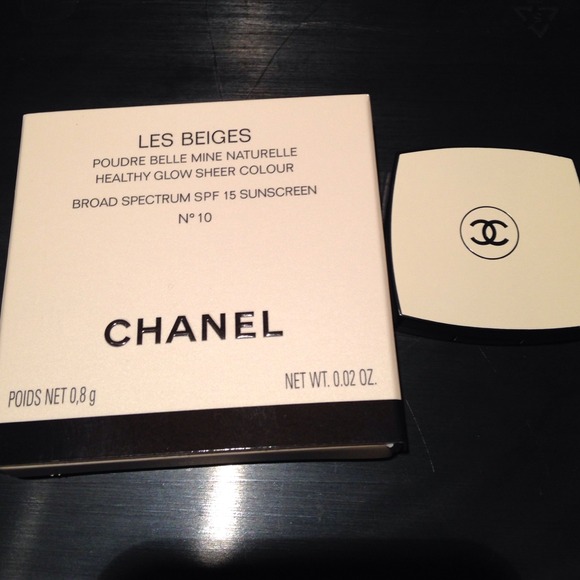 LES BEIGES
POUDRE BELLE MINE NATURELLE
HEALTHY GLOW SHEER COLOUR
BROAD SPECTRUM SPF 15 SUNSCREEN
N° 10
CHANEL
POIDS NET 0,8 g
NET WT. 0.02 OZ.